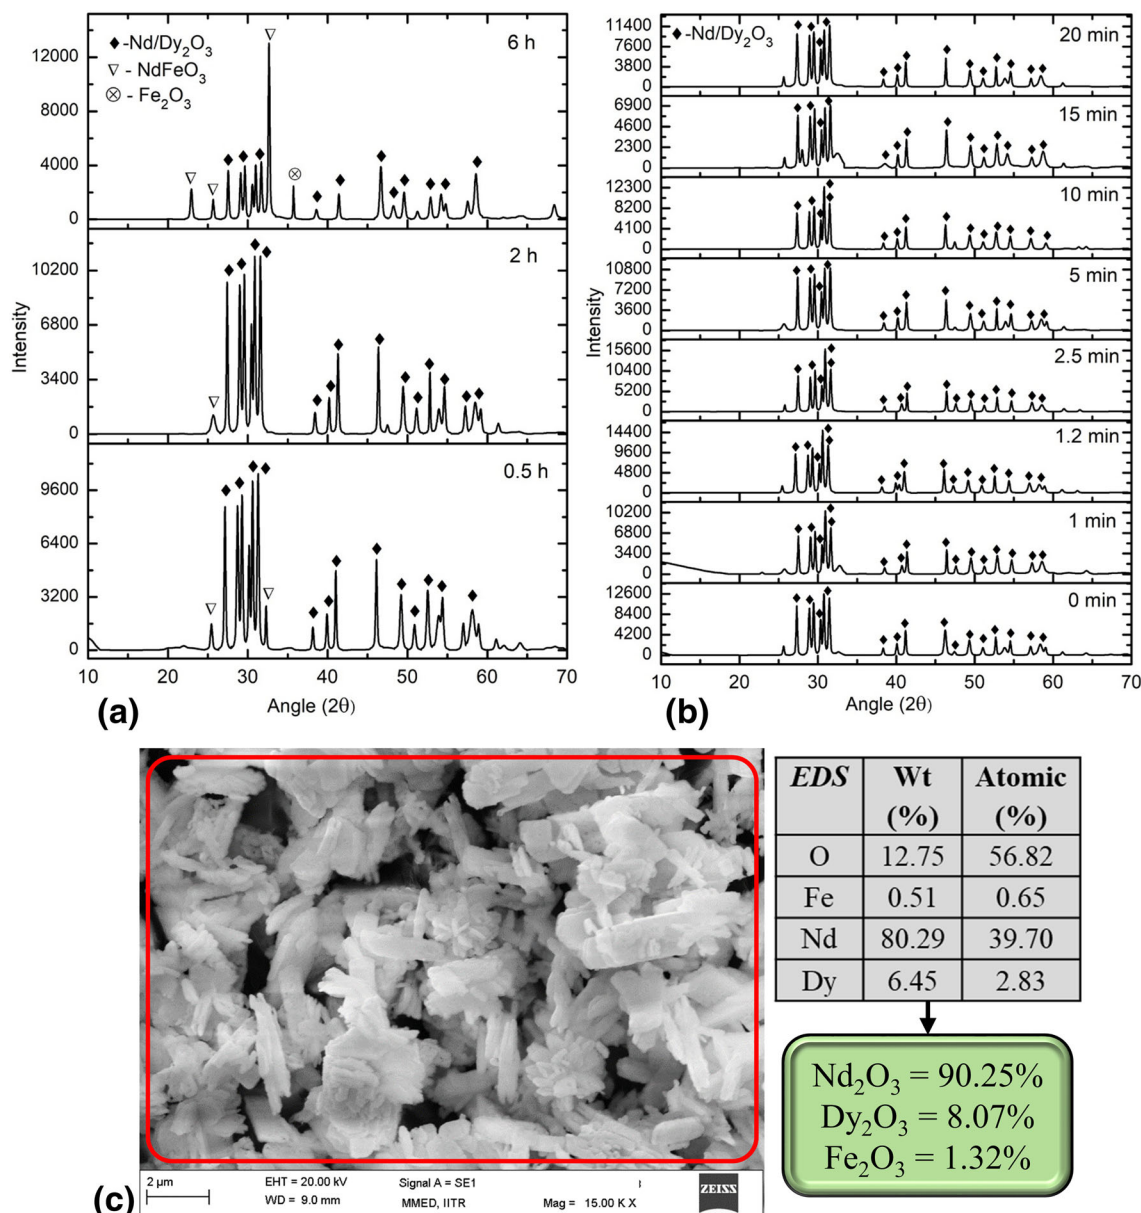 ◆-Nd/Dy₂O₃
▽ - NdFeO₃
⊗ - Fe₂O₃
6 h
12000
8000
4000
0
2 h
10200
6800
3400
0
0.5 h
9600
6400
3200
0
Intensity
10 20 30 40 50 60 70
Angle (2θ)
(a)
◆-Nd/Dy₂O₃
20 min
11400
7600
3800
0
15 min
6900
4600
2300
0
10 min
12300
8200
4100
0
5 min
10800
7200
3600
0
2.5 min
15600
10400
5200
0
1.2 min
14400
9600
4800
0
1 min
10200
6800
3400
0
0 min
12600
8400
4200
0
Intensity
10 20 30 40 50 60 70
Angle (2θ)
(b)
EDS Wt (%) Atomic (%)
O 12.75 56.82
Fe 0.51 0.65
Nd 80.29 39.70
Dy 6.45 2.83
Nd₂O₃ = 90.25%
Dy₂O₃ = 8.07%
Fe₂O₃ = 1.32%
(c)
2 µm
EHT = 20.00 kV Signal A = SE1
WD = 9.0 mm MMED, IITR Mag = 15.00 K X
ZEISS